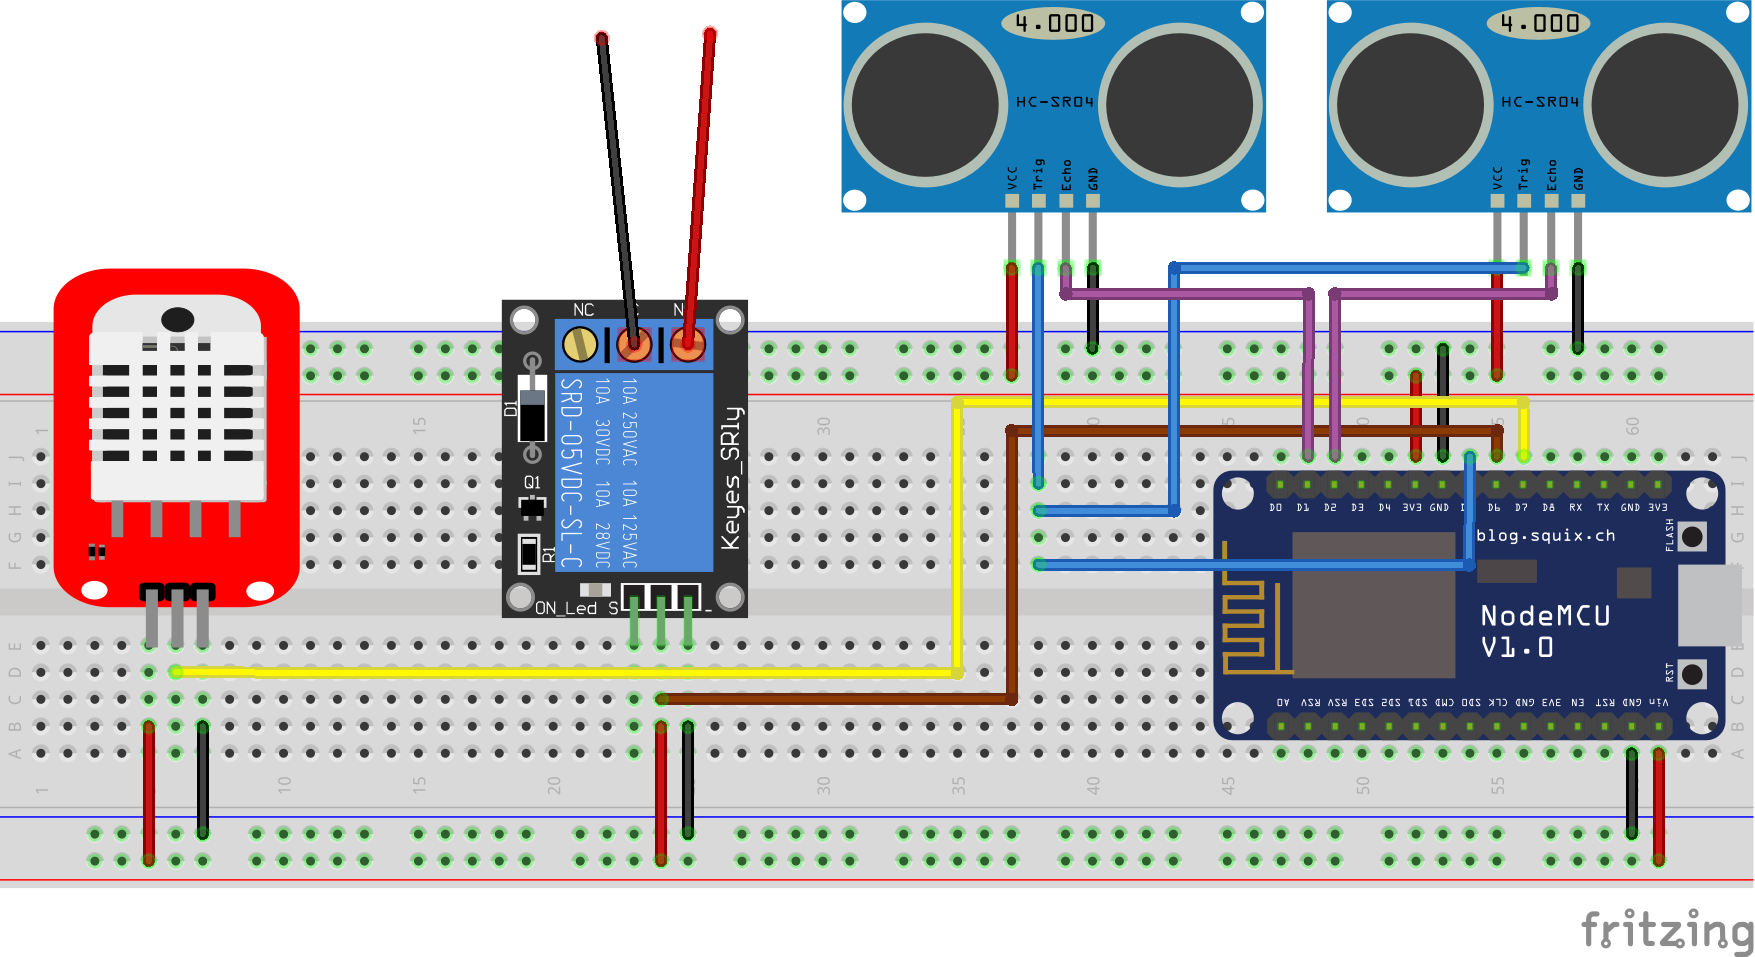 4.000
HC-SR04
VCC Trig Echo GND
4.000
HC-SR04
VCC Trig Echo GND
NC
D1
Q1
R1
SRD-05VDC-SL-C
10A 30VDC 10A 28VDC
10A 250VAC 10A 125VAC
Keyes_SRly
ON_Led S -
1 15 30 60
J
I
H
G
F
J
H
G
D0 D1 D2 D3 D4 3V3 GND D6 D7 D8 RX TX GND 3V3
blog.squix.ch
FLASH
NodeMCU
V1.0
RST
A0 RSV RSV SD3 SD2 SD1 CMD SD0 CLK GND 3V3 EN RST GND Vin
E
D
C
B
A
D
C
B
A
1 10 15 20 30 35 40 45 50 55
fritzing